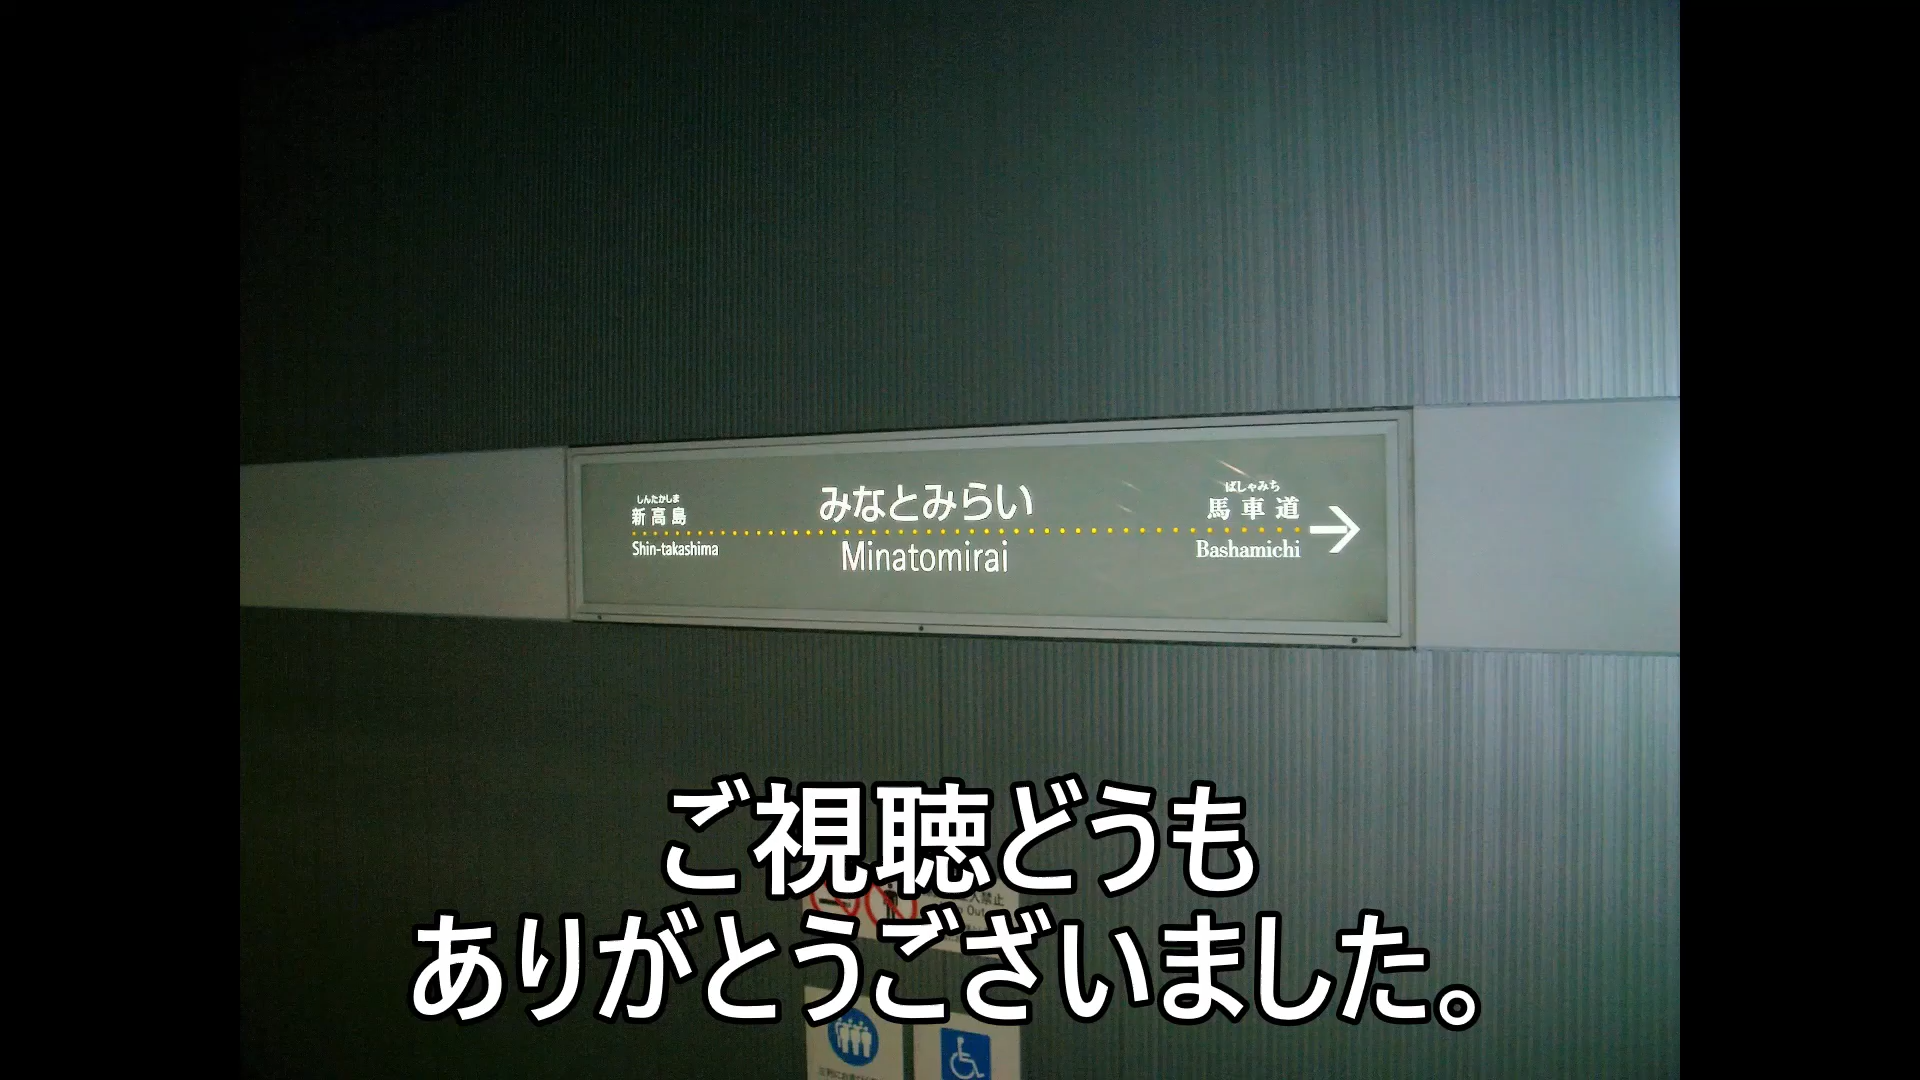 しんたかしま
新高島
Shin-takashima
みなとみらい
Minatomirai
ばしゃみち
馬車道
Bashamichi
ご視聴どうも
ありがとうございました。